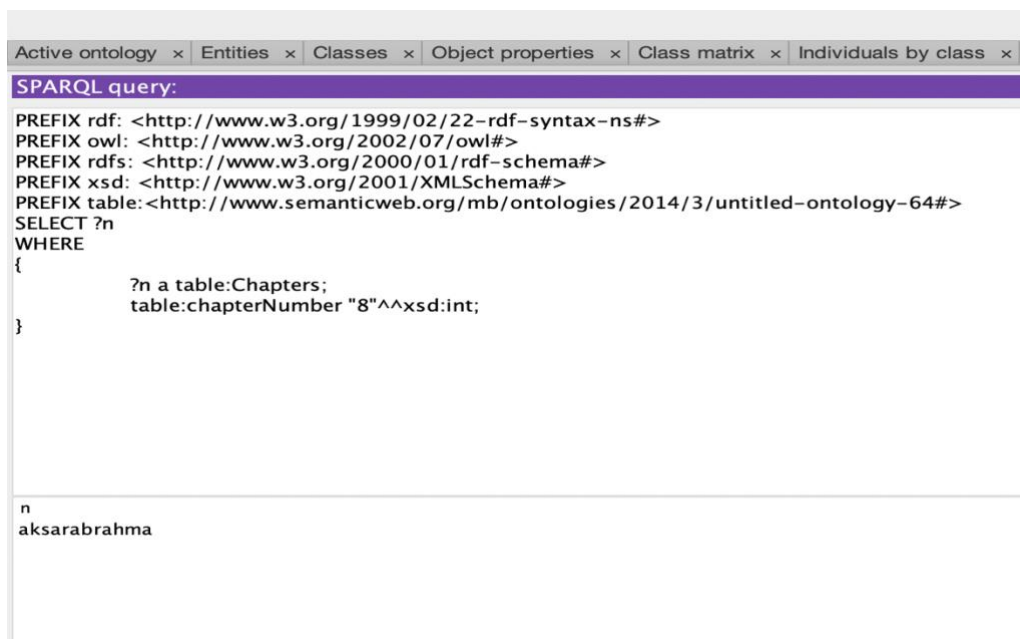 Active ontology × Entities × Classes × Object properties × Class matrix × Individuals by class ×
SPARQL query:
PREFIX rdf: <http://www.w3.org/1999/02/22-rdf-syntax-ns#>
PREFIX owl: <http://www.w3.org/2002/07/owl#>
PREFIX rdfs: <http://www.w3.org/2000/01/rdf-schema#>
PREFIX xsd: <http://www.w3.org/2001/XMLSchema#>
PREFIX table:<http://www.semanticweb.org/mb/ontologies/2014/3/untitled-ontology-64#>
SELECT ?n
WHERE
{
?n a table:Chapters;
table:chapterNumber "8"^^xsd:int;
}
n
aksarabrahma